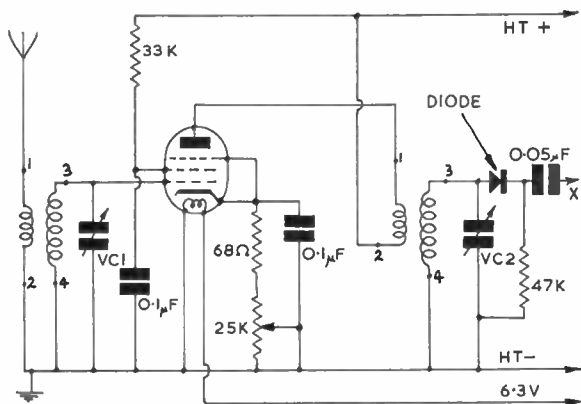 HT +
33 K
DIODE
0·05µF
1
3
1
3
X
VC1
68Ω
0·1µF
2
VC2
2
4
0·1µF
25K
4
47K
HT-
6·3V